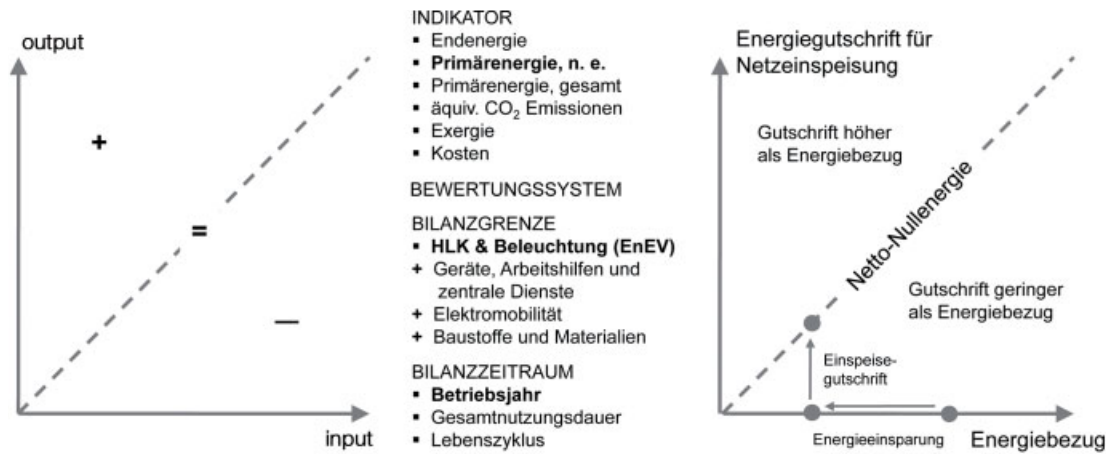 output
+
=
—
input
INDIKATOR
▪ Endenergie
▪ Primärenergie, n. e.
▪ Primärenergie, gesamt
▪ äquiv. CO₂ Emissionen
▪ Exergie
▪ Kosten
BEWERTUNGSSYSTEM
BILANZGRENZE
▪ HLK & Beleuchtung (EnEV)
+ Geräte, Arbeitshilfen und
zentrale Dienste
+ Elektromobilität
+ Baustoffe und Materialien
BILANZZEITRAUM
▪ Betriebsjahr
▪ Gesamtnutzungsdauer
▪ Lebenszyklus
Energiegutschrift für
Netzeinspeisung
Gutschrift höher
als Energiebezug
Netto-Nullenergie
Gutschrift geringer
als Energiebezug
Einspeise-
gutschrift
Energieeinsparung
Energiebezug